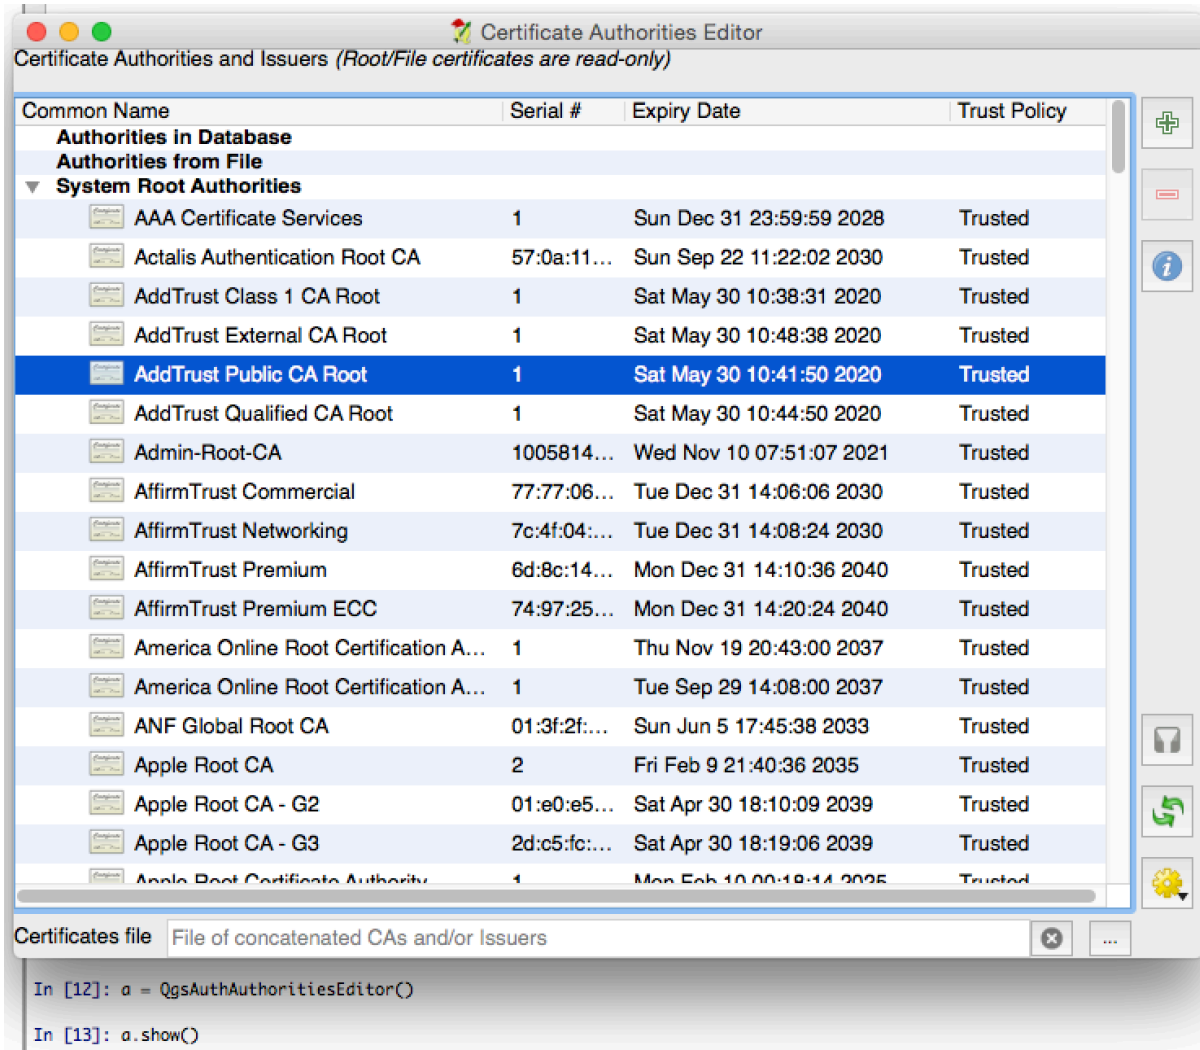 Certificate Authorities Editor
Certificate Authorities and Issuers (Root/File certificates are read-only)
Common Name Serial # Expiry Date Trust Policy
Authorities in Database
Authorities from File
System Root Authorities
AAA Certificate Services 1 Sun Dec 31 23:59:59 2028 Trusted
Actalis Authentication Root CA 57:0a:11... Sun Sep 22 11:22:02 2030 Trusted
AddTrust Class 1 CA Root 1 Sat May 30 10:38:31 2020 Trusted
AddTrust External CA Root 1 Sat May 30 10:48:38 2020 Trusted
AddTrust Public CA Root 1 Sat May 30 10:41:50 2020 Trusted
AddTrust Qualified CA Root 1 Sat May 30 10:44:50 2020 Trusted
Admin-Root-CA 1005814... Wed Nov 10 07:51:07 2021 Trusted
AffirmTrust Commercial 77:77:06... Tue Dec 31 14:06:06 2030 Trusted
AffirmTrust Networking 7c:4f:04:... Tue Dec 31 14:08:24 2030 Trusted
AffirmTrust Premium 6d:8c:14... Mon Dec 31 14:10:36 2040 Trusted
AffirmTrust Premium ECC 74:97:25... Mon Dec 31 14:20:24 2040 Trusted
America Online Root Certification A... 1 Thu Nov 19 20:43:00 2037 Trusted
America Online Root Certification A... 1 Tue Sep 29 14:08:00 2037 Trusted
ANF Global Root CA 01:3f:2f:... Sun Jun 5 17:45:38 2033 Trusted
Apple Root CA 2 Fri Feb 9 21:40:36 2035 Trusted
Apple Root CA - G2 01:e0:e5... Sat Apr 30 18:10:09 2039 Trusted
Apple Root CA - G3 2d:c5:fc:... Sat Apr 30 18:19:06 2039 Trusted
Apple Root Certificate Authority 1 Mon Feb 10 00:18:14 2025 Trusted
Certificates file File of concatenated CAs and/or Issuers ...
In [12]: a = QgsAuthAuthoritiesEditor()
In [13]: a.show()